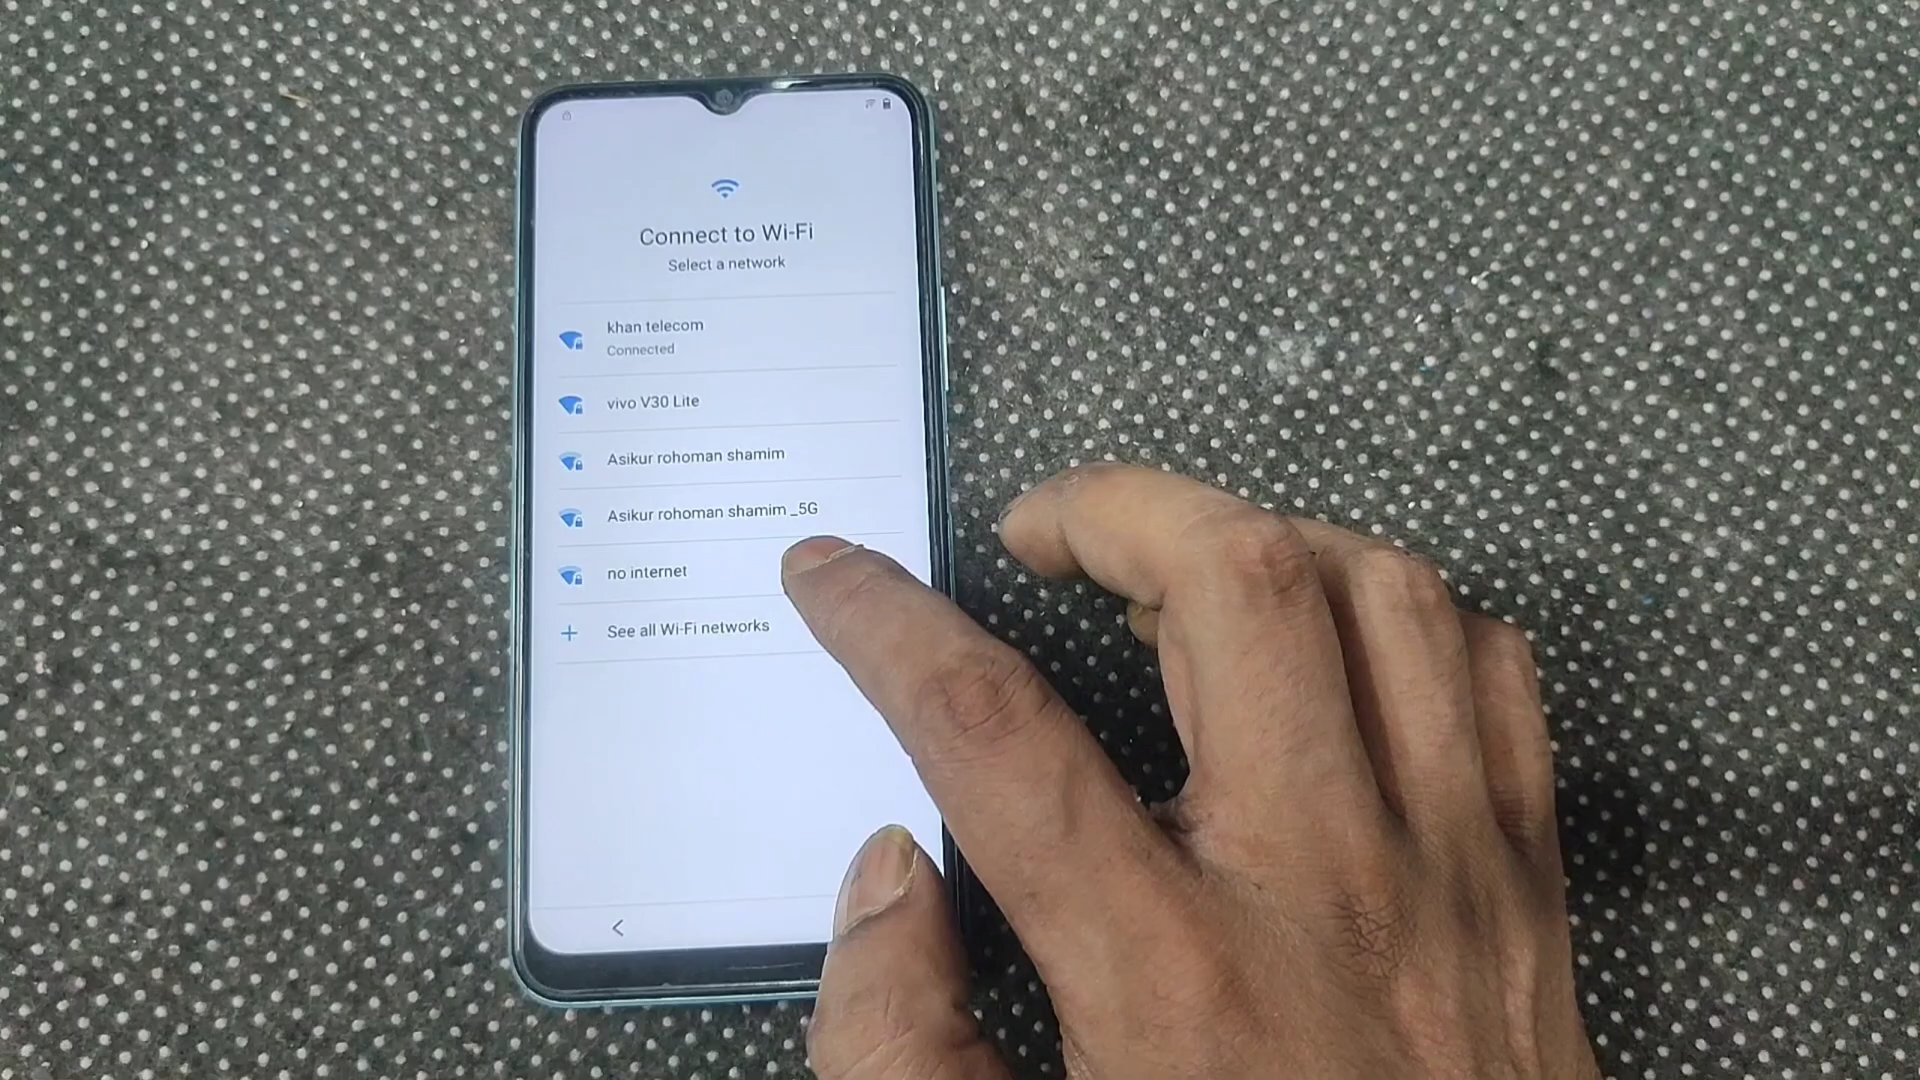 Connect to Wi-Fi
Select a network
khan telecom
Connected
vivo V30 Lite
Asikur rohoman shamim
Asikur rohoman shamim _5G
no internet
See all Wi-Fi networks